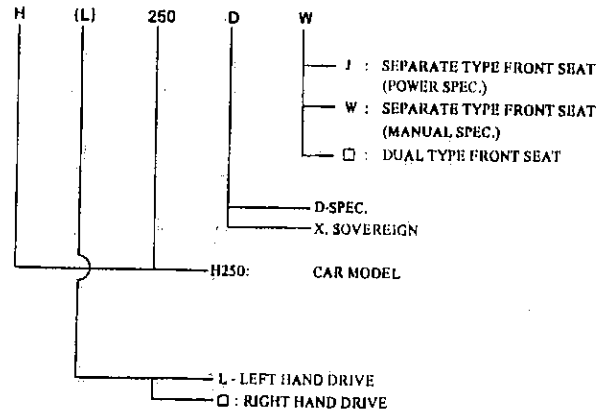 H (L) 250 D W
J : SEPARATE TYPE FRONT SEAT
(POWER SPEC.)
W : SEPARATE TYPE FRONT SEAT
(MANUAL SPEC.)
□ : DUAL TYPE FRONT SEAT
D-SPEC.
X. SOVEREIGN
H250: CAR MODEL
L - LEFT HAND DRIVE
□ : RIGHT HAND DRIVE